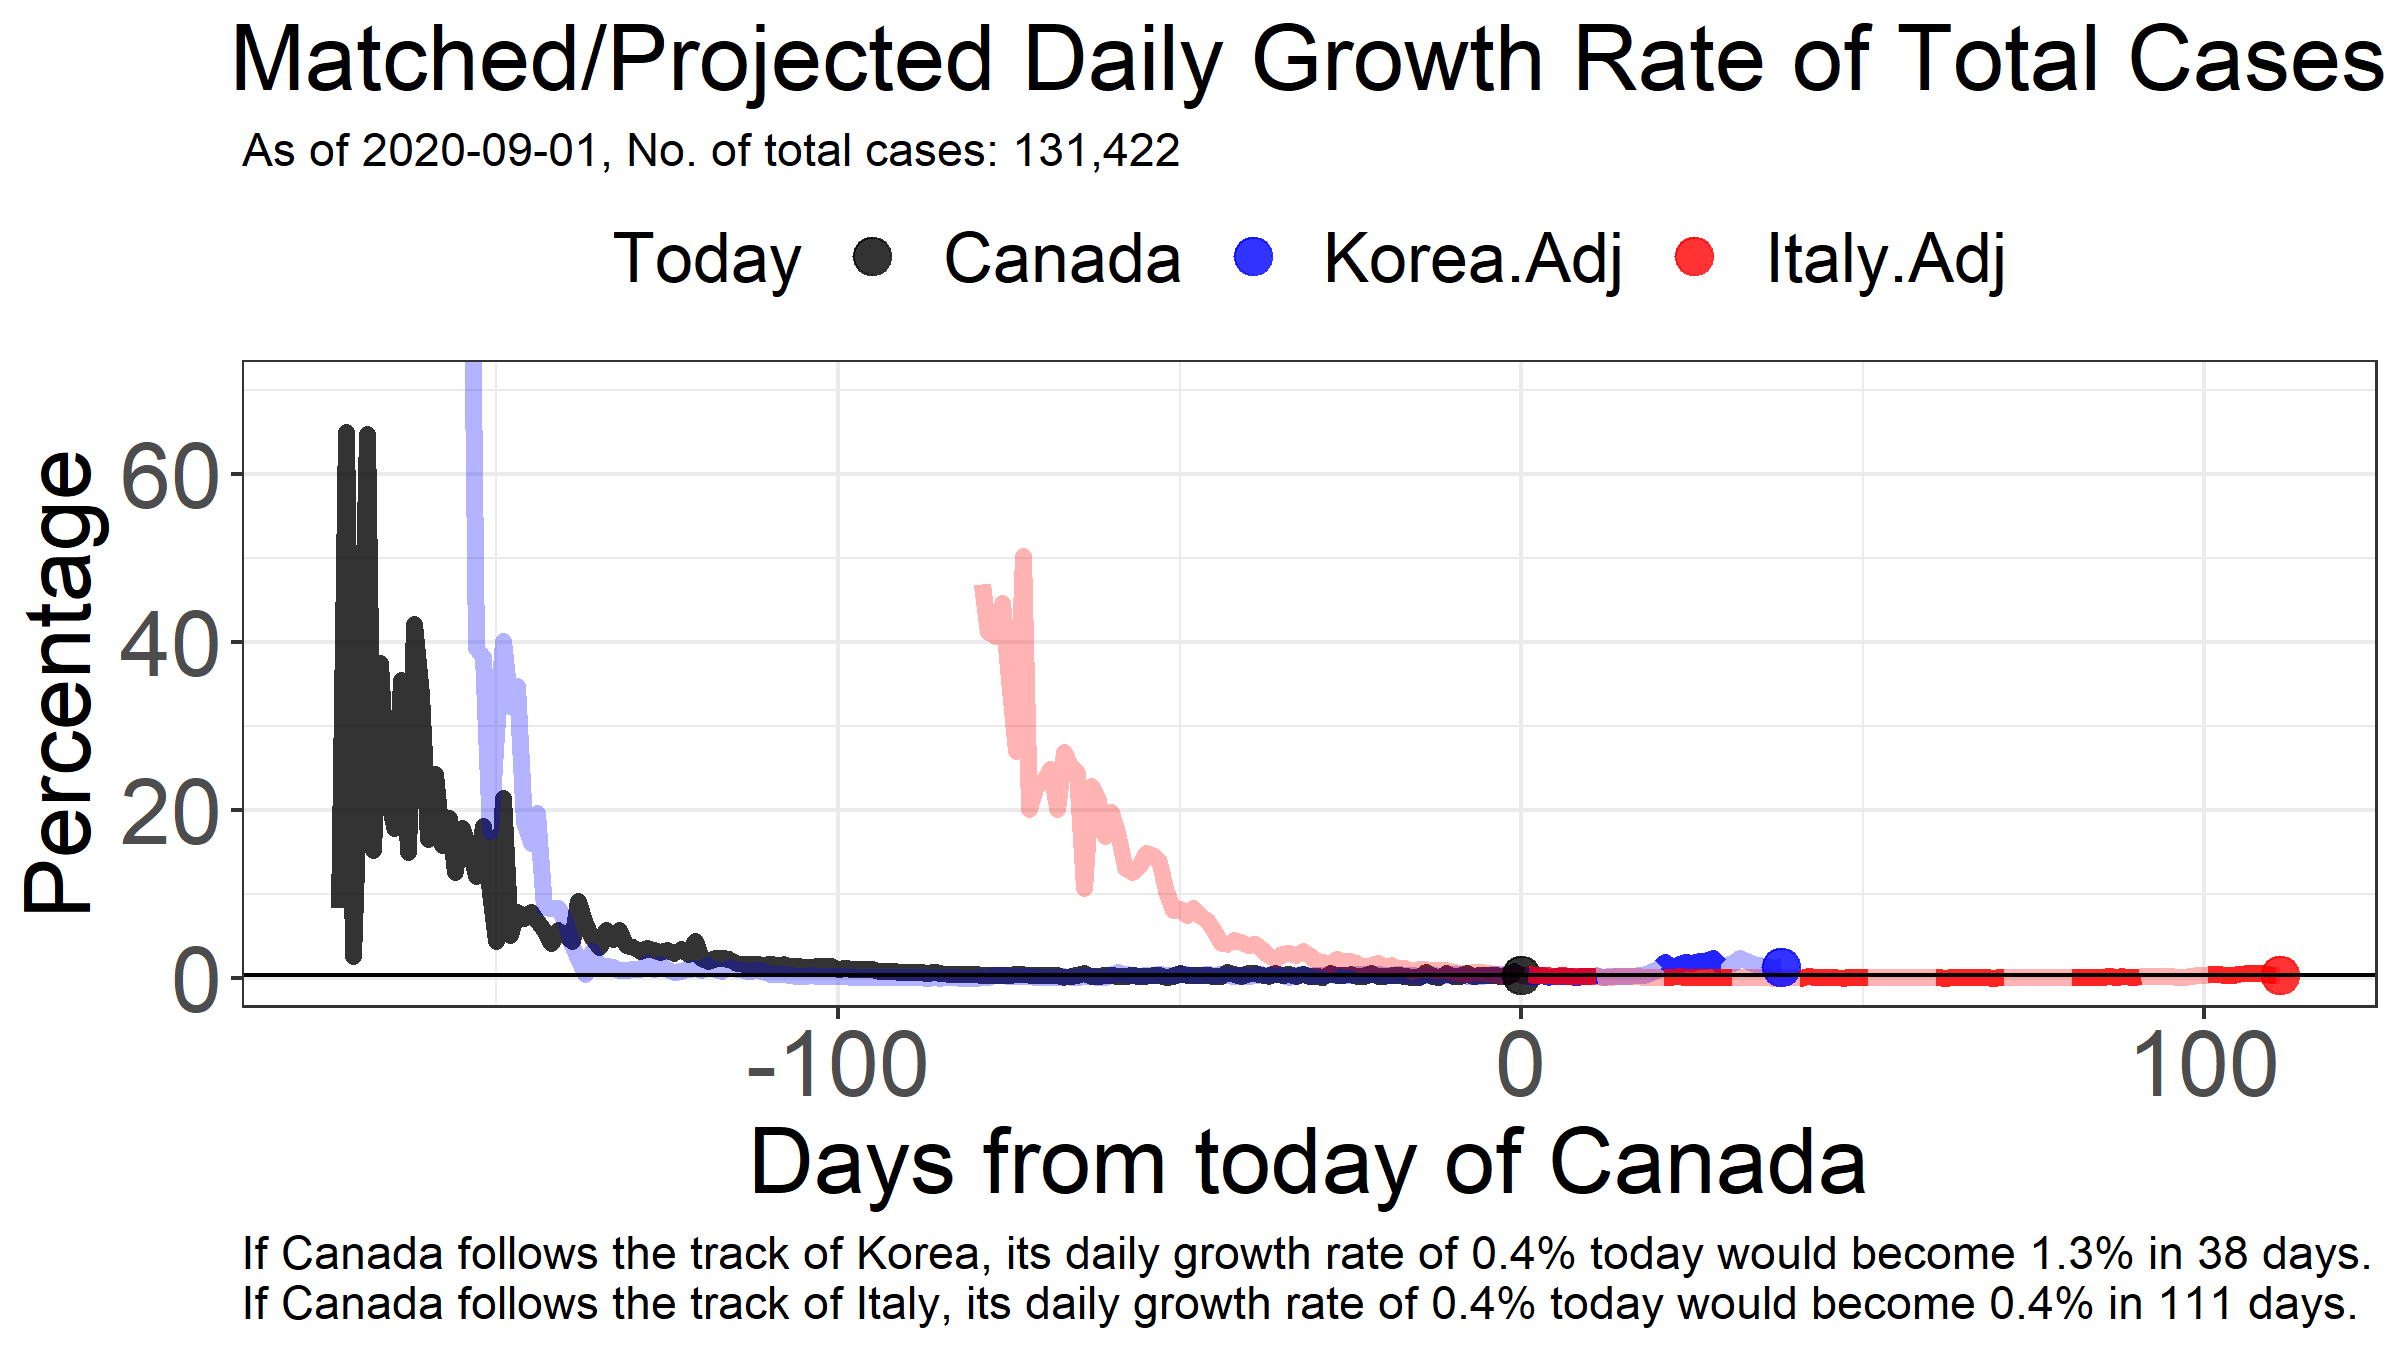 Matched/Projected Daily Growth Rate of Total Cases
As of 2020-09-01, No. of total cases: 131,422
Today Canada Korea.Adj Italy.Adj
Percentage
60
40
20
0
-100 0 100
Days from today of Canada
If Canada follows the track of Korea, its daily growth rate of 0.4% today would become 1.3% in 38 days.
If Canada follows the track of Italy, its daily growth rate of 0.4% today would become 0.4% in 111 days.